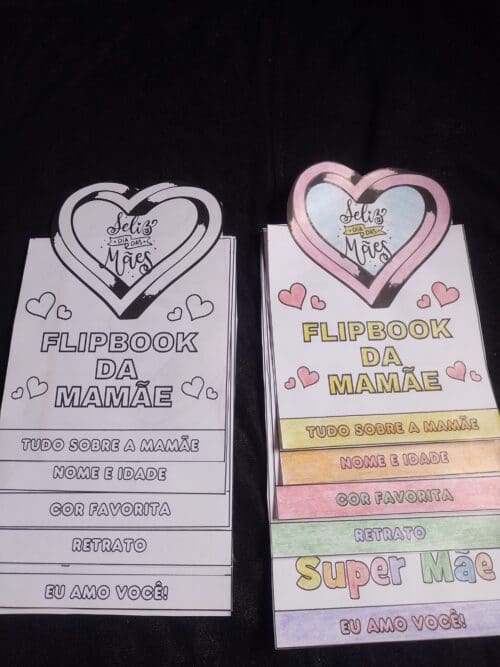 Feliz
DIA DAS
Mães
FLIPBOOK
DA
MAMÃE
TUDO SOBRE A MAMÃE
NOME E IDADE
COR FAVORITA
RETRATO
EU AMO VOCÊ!
Feliz
DIA DAS
Mães
FLIPBOOK
DA
MAMÃE
TUDO SOBRE A MAMÃE
NOME E IDADE
COR FAVORITA
RETRATO
Super Mãe
EU AMO VOCÊ!